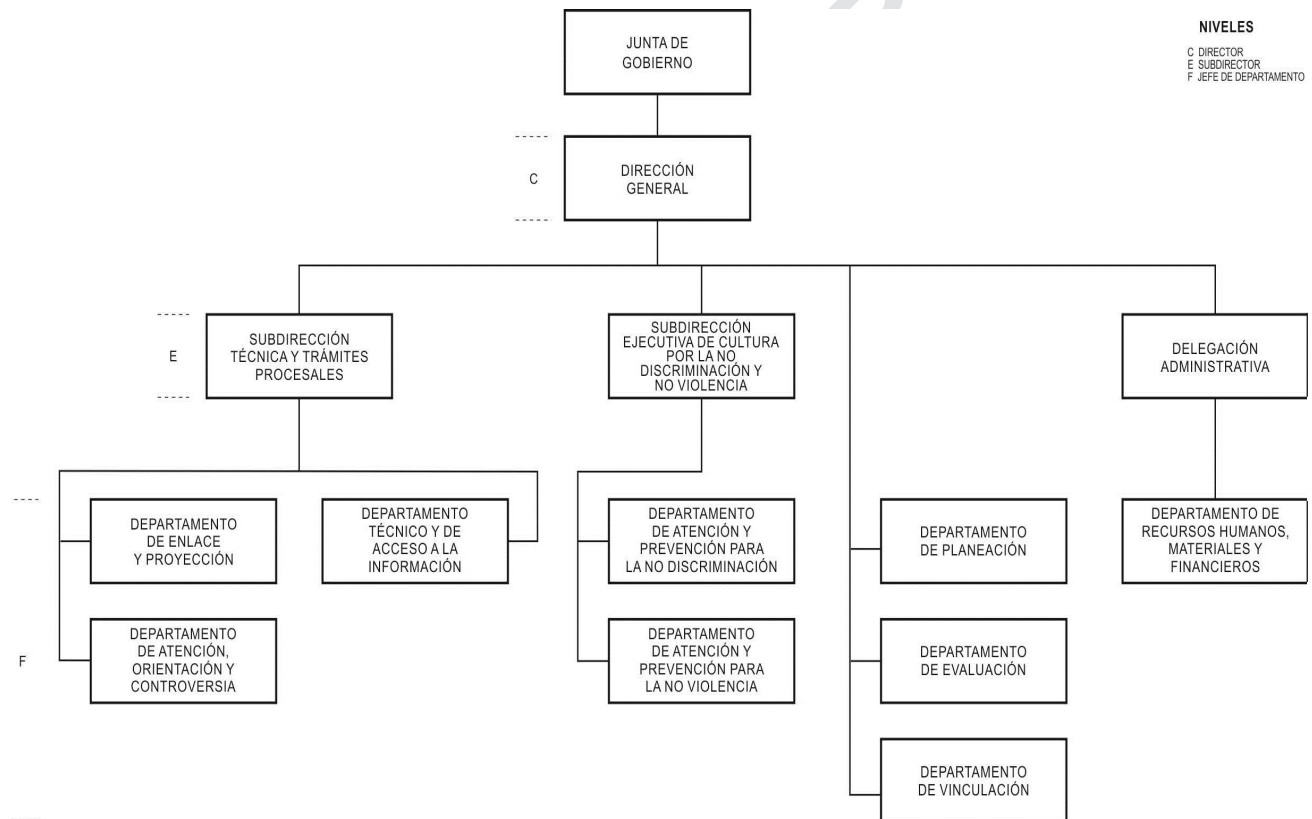 JUNTA DE
GOBIERNO
NIVELES
C DIRECTOR
E SUBDIRECTOR
F JEFE DE DEPARTAMENTO
C
DIRECCIÓN
GENERAL
E
SUBDIRECCIÓN
TÉCNICA Y TRÁMITES
PROCESALES
SUBDIRECCIÓN
EJECUTIVA DE CULTURA
POR LA NO
DISCRIMINACIÓN Y
NO VIOLENCIA
DELEGACIÓN
ADMINISTRATIVA
DEPARTAMENTO
DE ENLACE
Y PROYECCIÓN
DEPARTAMENTO
TÉCNICO Y DE
ACCESO A LA
INFORMACIÓN
DEPARTAMENTO
DE ATENCIÓN Y
PREVENCIÓN PARA
LA NO DISCRIMINACIÓN
DEPARTAMENTO
DE PLANEACIÓN
DEPARTAMENTO DE
RECURSOS HUMANOS,
MATERIALES Y
FINANCIEROS
F
DEPARTAMENTO
DE ATENCIÓN,
ORIENTACIÓN Y
CONTROVERSIA
DEPARTAMENTO
DE ATENCIÓN Y
PREVENCIÓN PARA
LA NO VIOLENCIA
DEPARTAMENTO
DE EVALUACIÓN
DEPARTAMENTO
DE VINCULACIÓN